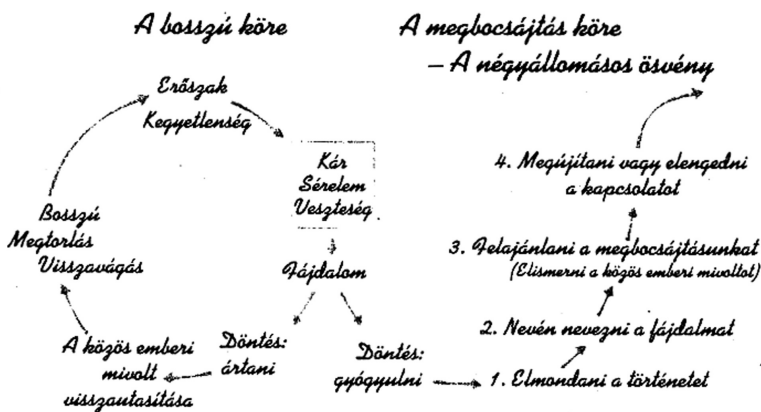 A bosszú köre
A megbocsájtás köre
– A négyállomásos ösvény
Erőszak
Kegyetlenség
Kár
Sérelem
Veszteség
Fájdalom
Döntés:
ártani
A közös emberi
mivolt
visszautasítása
Bosszú
Megtorlás
Visszavágás
Döntés:
gyógyulni
1. Elmondani a történetet
2. Nevén nevezni a fájdalmat
3. Felajánlani a megbocsájtásunkat
(Elismerni a közös emberi mivoltot)
4. Megújítani vagy elengedni
a kapcsolatot